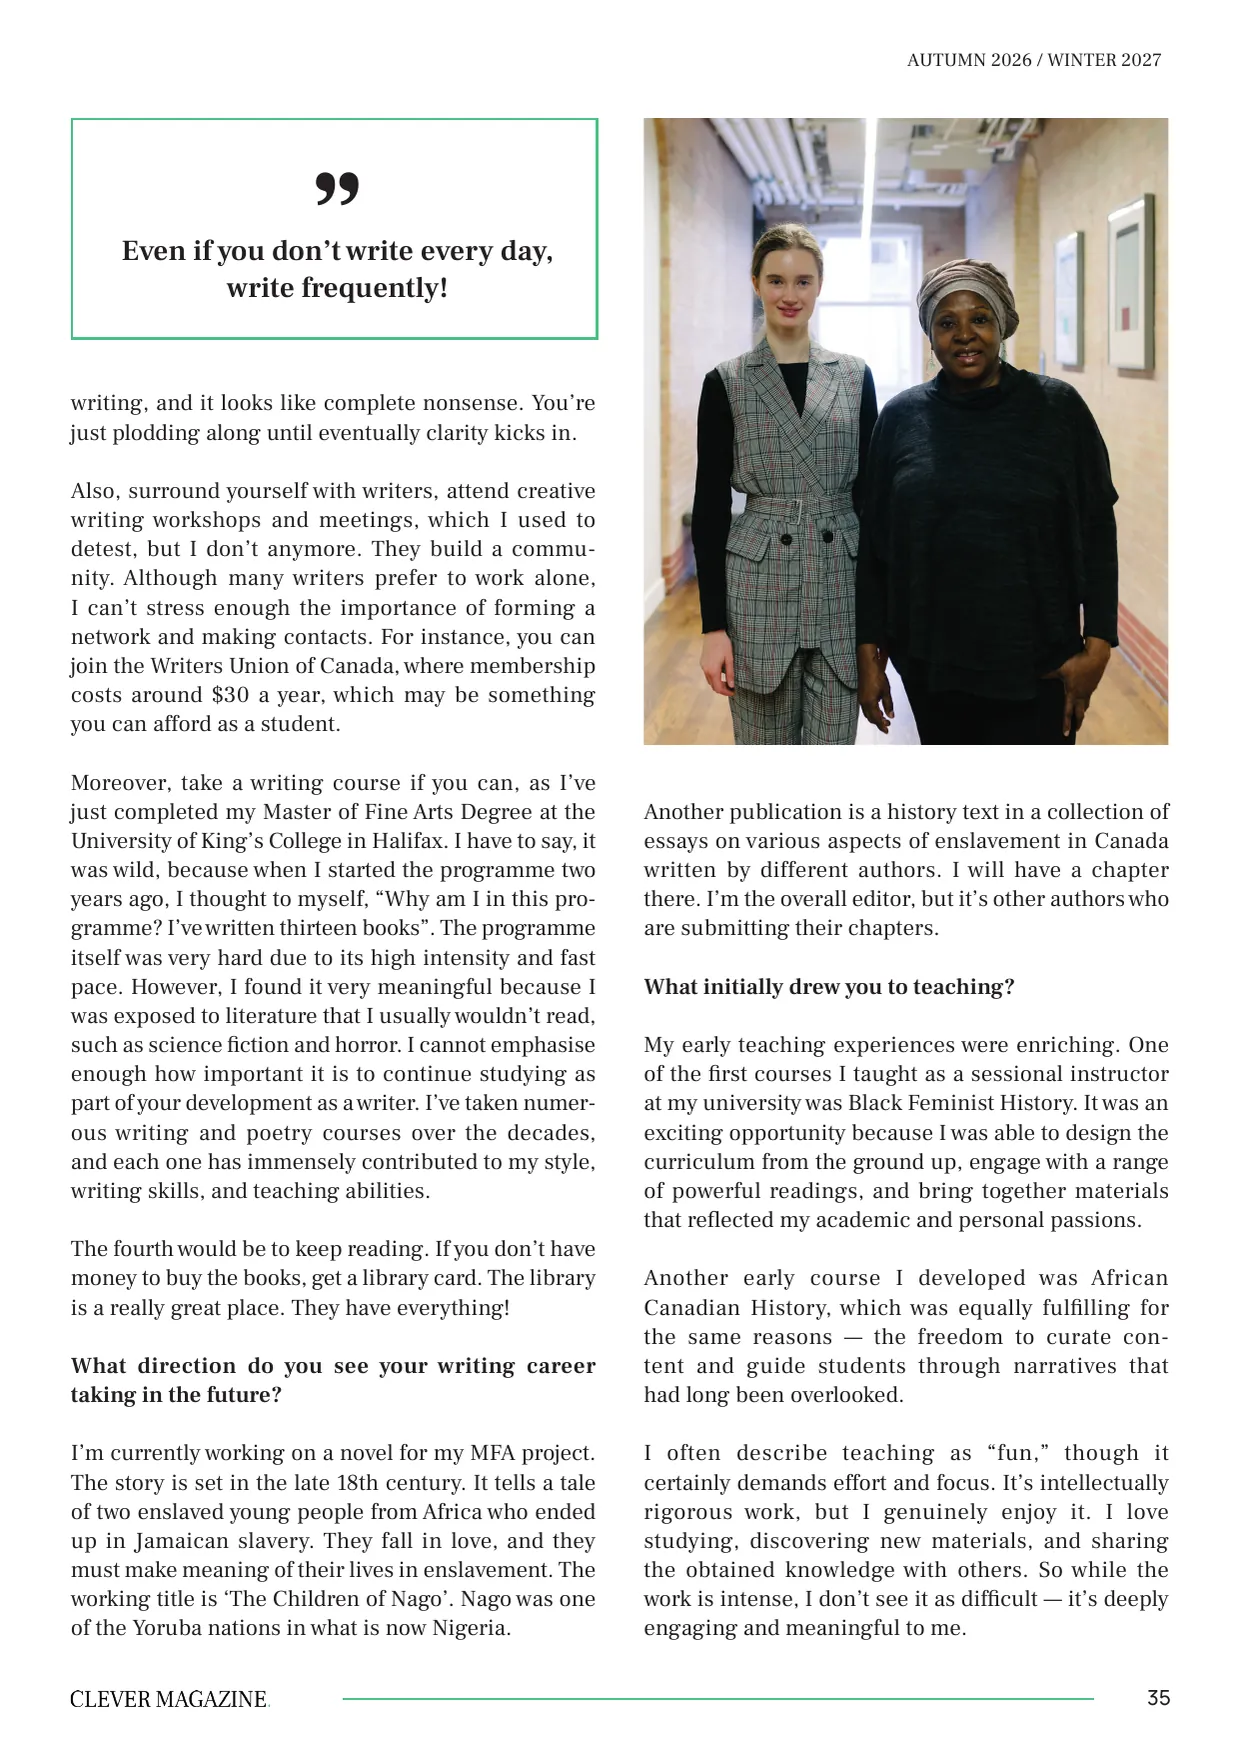 AUTUMN 2026 / WINTER 2027
”
Even if you don’t write every day,
write frequently!
writing, and it looks like complete nonsense. You’re
just plodding along until eventually clarity kicks in.
Also, surround yourself with writers, attend creative
writing workshops and meetings, which I used to
detest, but I don’t anymore. They build a commu-
nity. Although many writers prefer to work alone,
I can’t stress enough the importance of forming a
network and making contacts. For instance, you can
join the Writers Union of Canada, where membership
costs around $30 a year, which may be something
you can afford as a student.
Moreover, take a writing course if you can, as I’ve
just completed my Master of Fine Arts Degree at the
University of King’s College in Halifax. I have to say, it
was wild, because when I started the programme two
years ago, I thought to myself, “Why am I in this pro-
gramme? I’ve written thirteen books”. The programme
itself was very hard due to its high intensity and fast
pace. However, I found it very meaningful because I
was exposed to literature that I usually wouldn’t read,
such as science fiction and horror. I cannot emphasise
enough how important it is to continue studying as
part of your development as a writer. I’ve taken numer-
ous writing and poetry courses over the decades,
and each one has immensely contributed to my style,
writing skills, and teaching abilities.
The fourth would be to keep reading. If you don’t have
money to buy the books, get a library card. The library
is a really great place. They have everything!
What direction do you see your writing career
taking in the future?
I’m currently working on a novel for my MFA project.
The story is set in the late 18th century. It tells a tale
of two enslaved young people from Africa who ended
up in Jamaican slavery. They fall in love, and they
must make meaning of their lives in enslavement. The
working title is ‘The Children of Nago’. Nago was one
of the Yoruba nations in what is now Nigeria.
Another publication is a history text in a collection of
essays on various aspects of enslavement in Canada
written by different authors. I will have a chapter
there. I’m the overall editor, but it’s other authors who
are submitting their chapters.
What initially drew you to teaching?
My early teaching experiences were enriching. One
of the first courses I taught as a sessional instructor
at my university was Black Feminist History. It was an
exciting opportunity because I was able to design the
curriculum from the ground up, engage with a range
of powerful readings, and bring together materials
that reflected my academic and personal passions.
Another early course I developed was African
Canadian History, which was equally fulfilling for
the same reasons — the freedom to curate con-
tent and guide students through narratives that
had long been overlooked.
I often describe teaching as “fun,” though it
certainly demands effort and focus. It’s intellectually
rigorous work, but I genuinely enjoy it. I love
studying, discovering new materials, and sharing
the obtained knowledge with others. So while the
work is intense, I don’t see it as difficult — it’s deeply
engaging and meaningful to me.
CLEVER MAGAZINE.
35